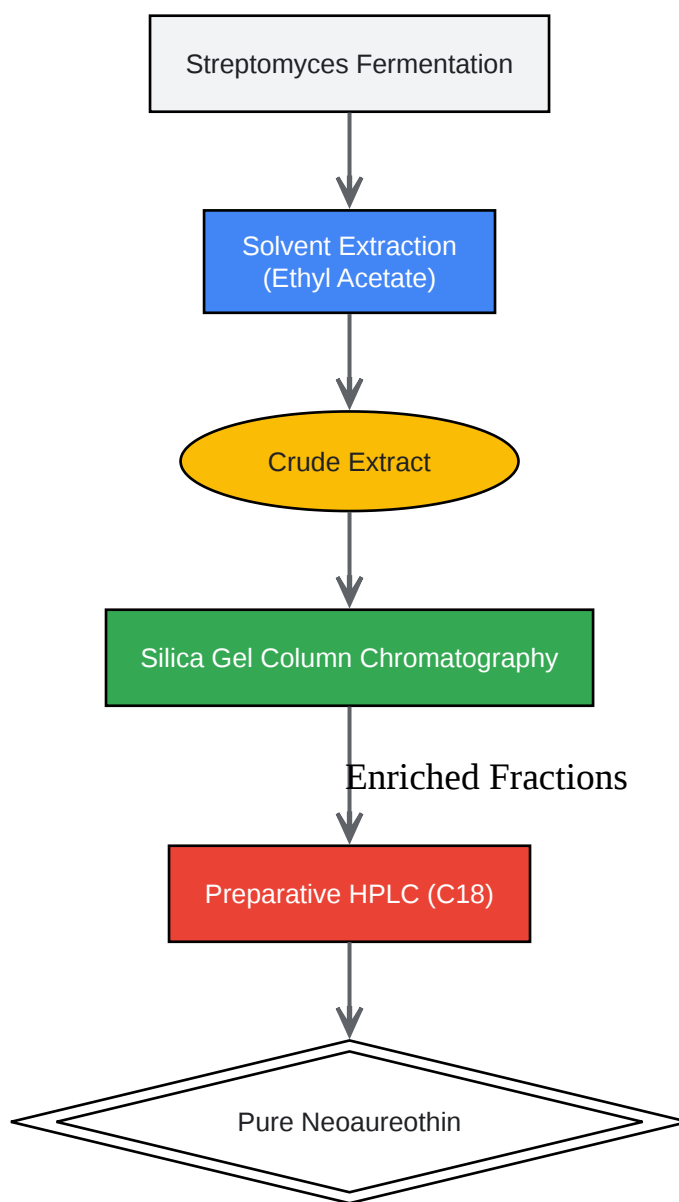 Streptomyces Fermentation
Solvent Extraction
(Ethyl Acetate)
Crude Extract
Silica Gel Column Chromatography
Enriched Fractions
Preparative HPLC (C18)
Pure Neoaureothin